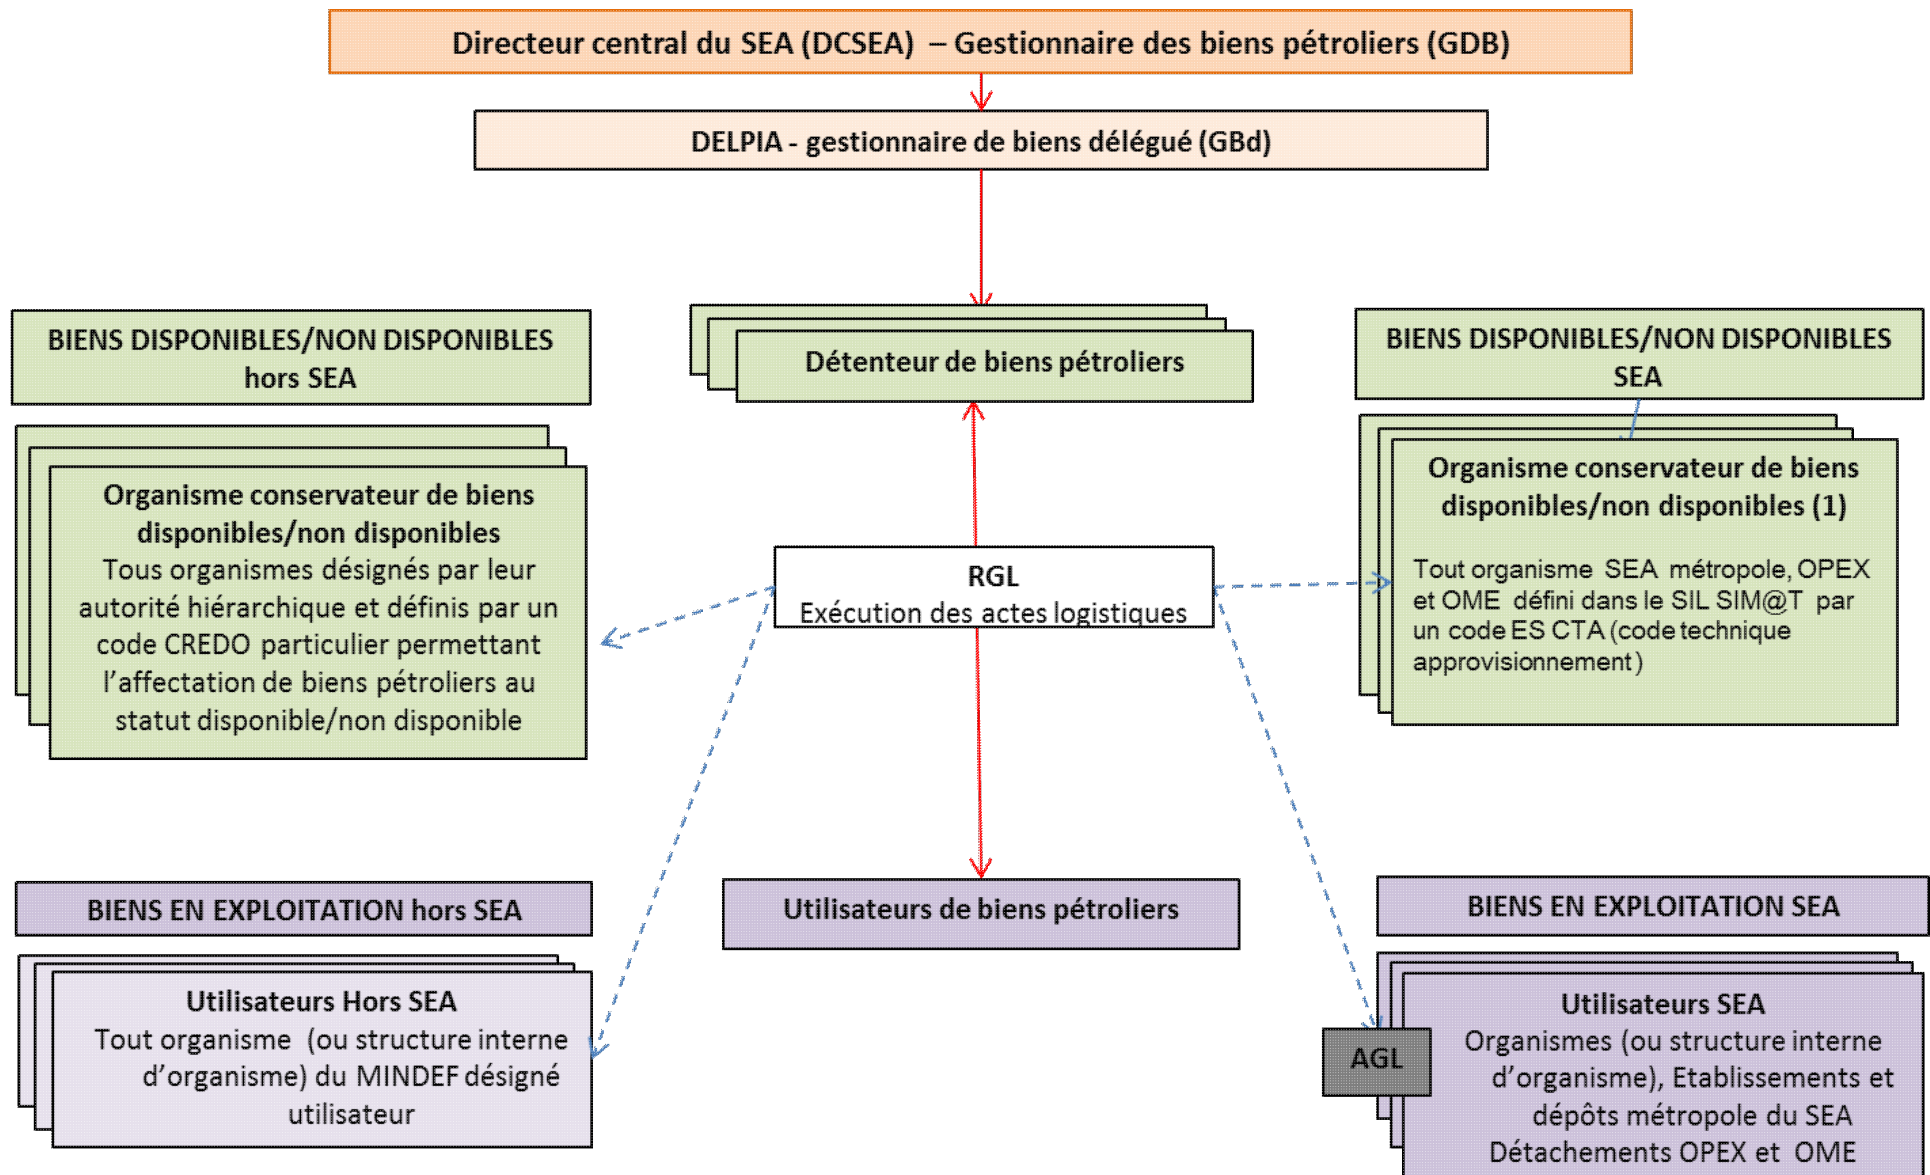 Directeur central du SEA (DCSEA) – Gestionnaire des biens pétroliers (GDB)
DELPIA - gestionnaire de biens délégué (GBd)
BIENS DISPONIBLES/NON DISPONIBLES
hors SEA
Détenteur de biens pétroliers
BIENS DISPONIBLES/NON DISPONIBLES
SEA
Organisme conservateur de biens
disponibles/non disponibles
Tous organismes désignés par leur
autorité hiérarchique et définis par un
code CREDO particulier permettant
l'affectation de biens pétroliers au
statut disponible/non disponible
RGL
Exécution des actes logistiques
Organisme conservateur de biens
disponibles/non disponibles (1)
Tout organisme SEA métropole, OPEX
et OME défini dans le SIL SIM@T par
un code ES CTA (code technique
approvisionnement)
BIENS EN EXPLOITATION hors SEA
Utilisateurs de biens pétroliers
BIENS EN EXPLOITATION SEA
Utilisateurs Hors SEA
Tout organisme (ou structure interne
d'organisme) du MINDEF désigné
utilisateur
AGL
Utilisateurs SEA
Organismes (ou structure interne
d'organisme), Etablissements et
dépôts métropole du SEA
Détachements OPEX et OME